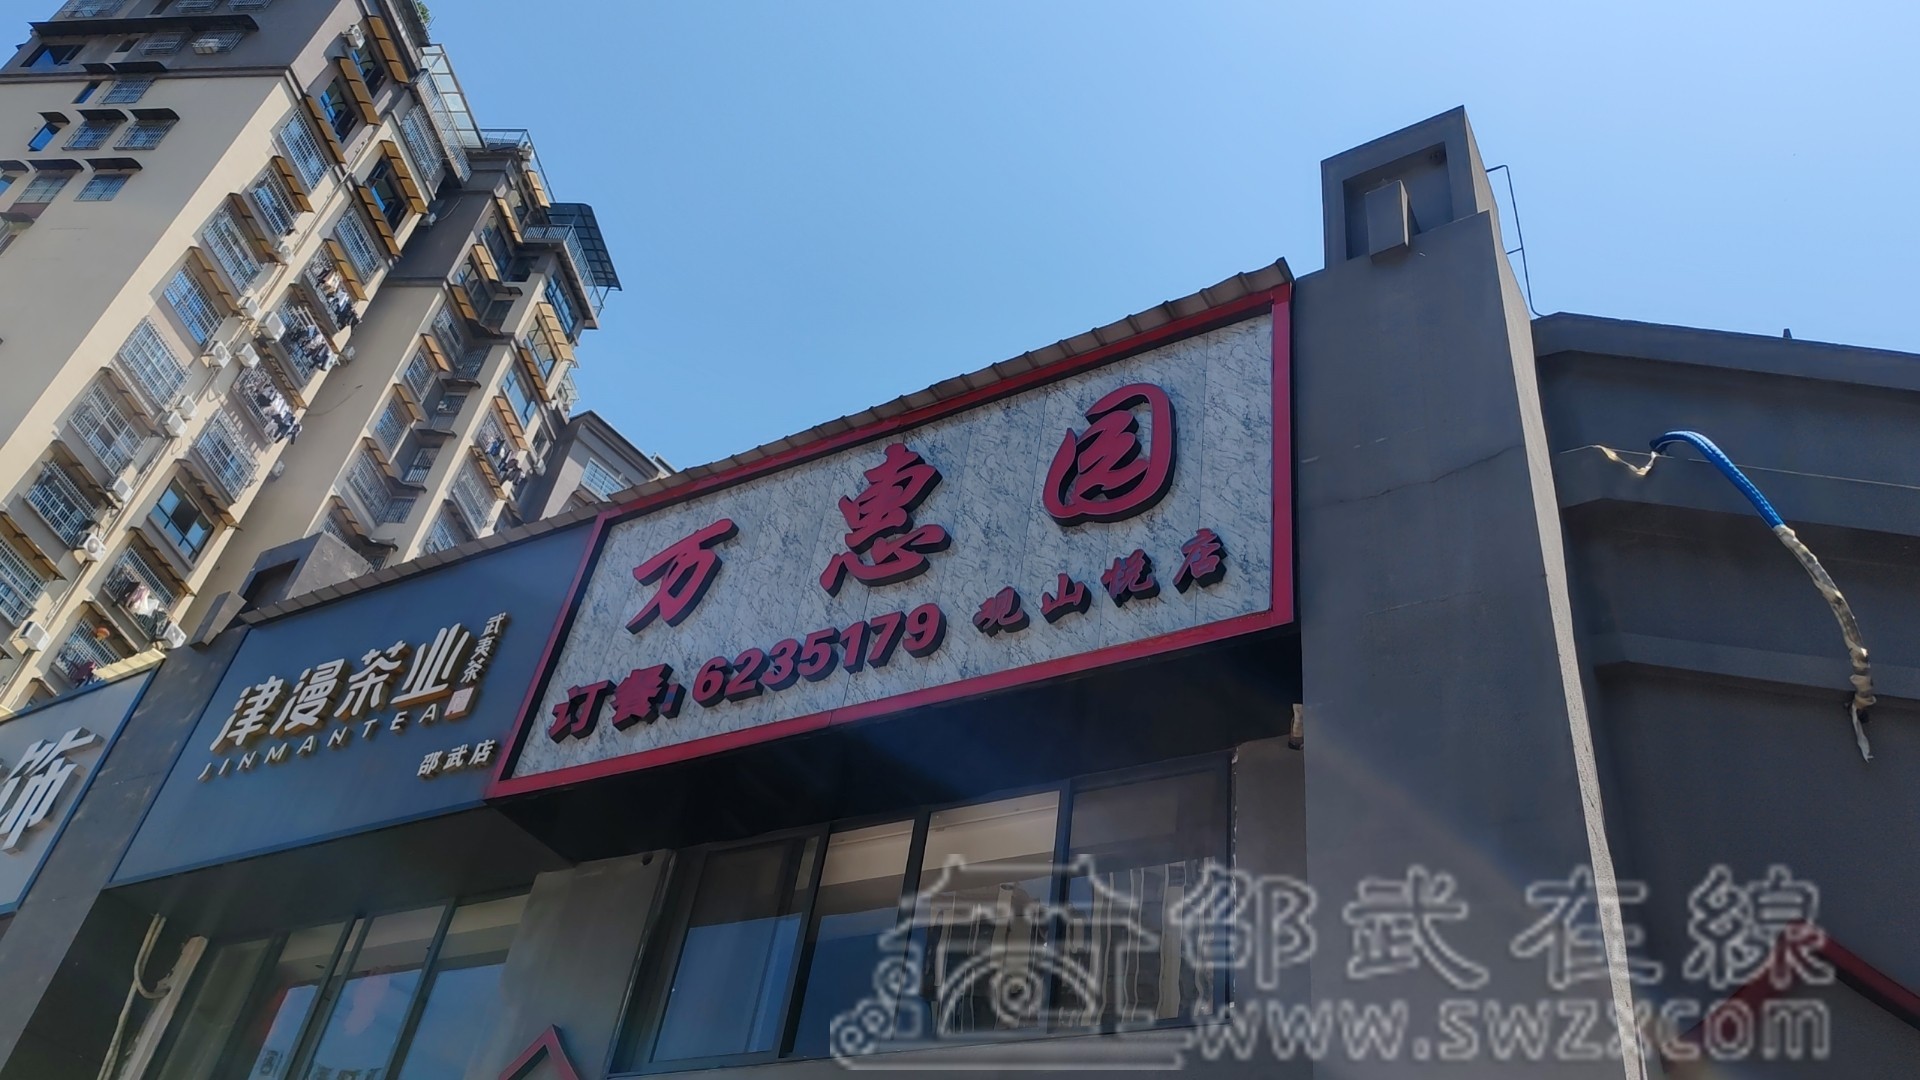 万惠园
订餐:6235179 观山悦店
津漫茶业
武夷茶
JINMANTEA
邵武店
饰
邵武在線
www.swzx.com